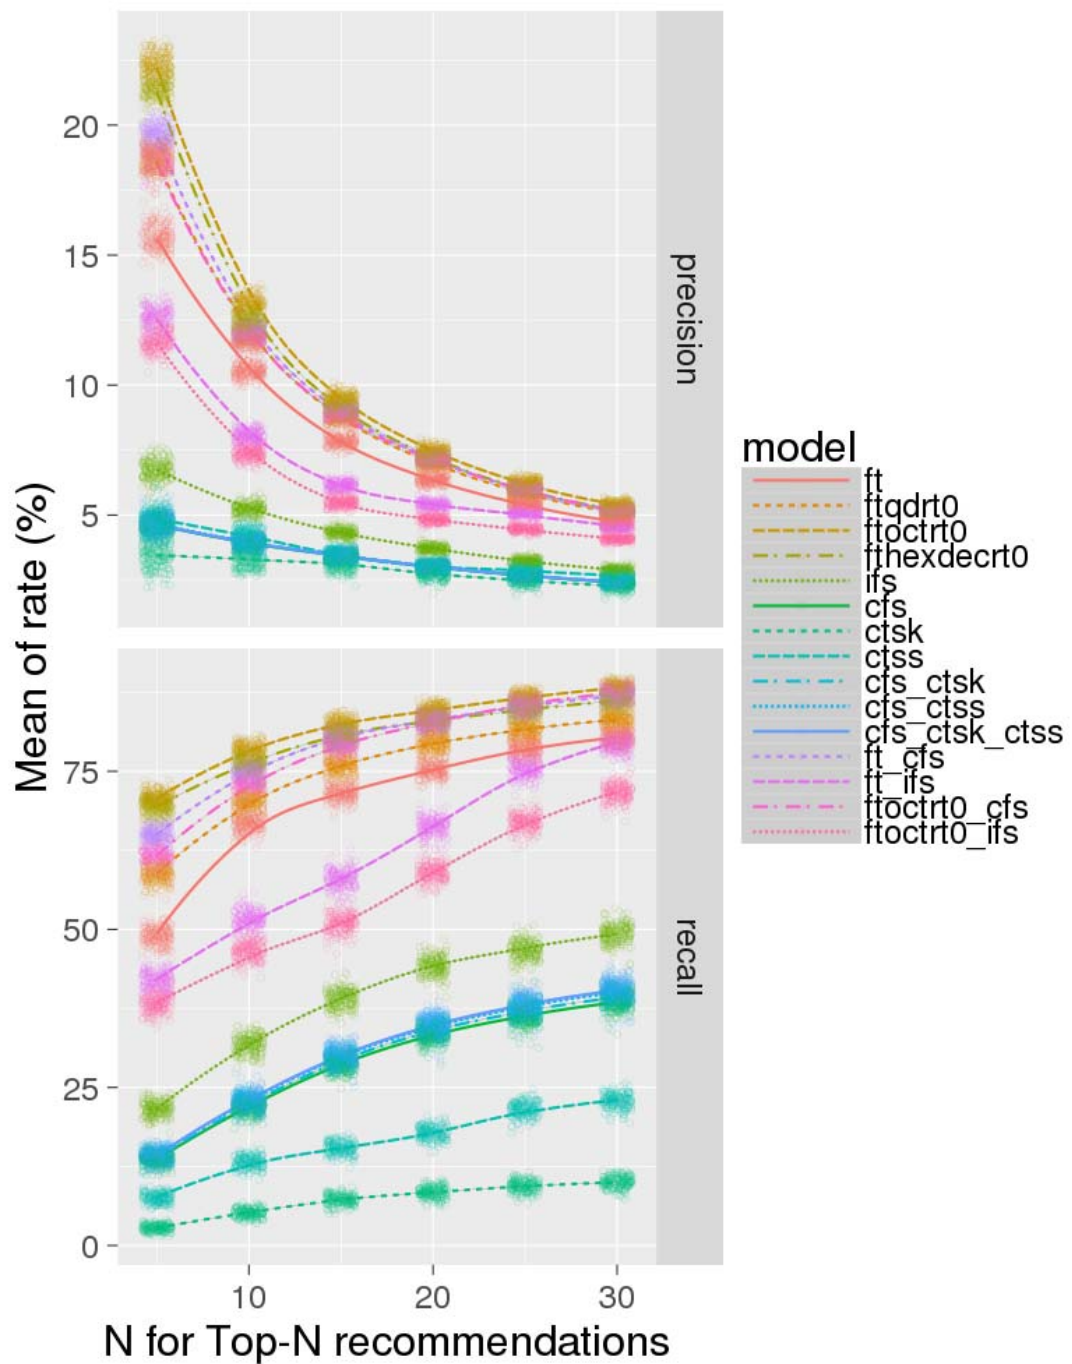 Mean of rate (%)
20
15
10
5
precision
75
50
25
0
recall
10 20 30
N for Top-N recommendations
model
ft
ftqdrt0
ftoctrt0
fthexdecrt0
ifs
cfs
ctsk
ctss
cfs_ctsk
cfs_ctss
cfs_ctsk_ctss
ft_cfs
ft_ifs
ftoctrt0_cfs
ftoctrt0_ifs